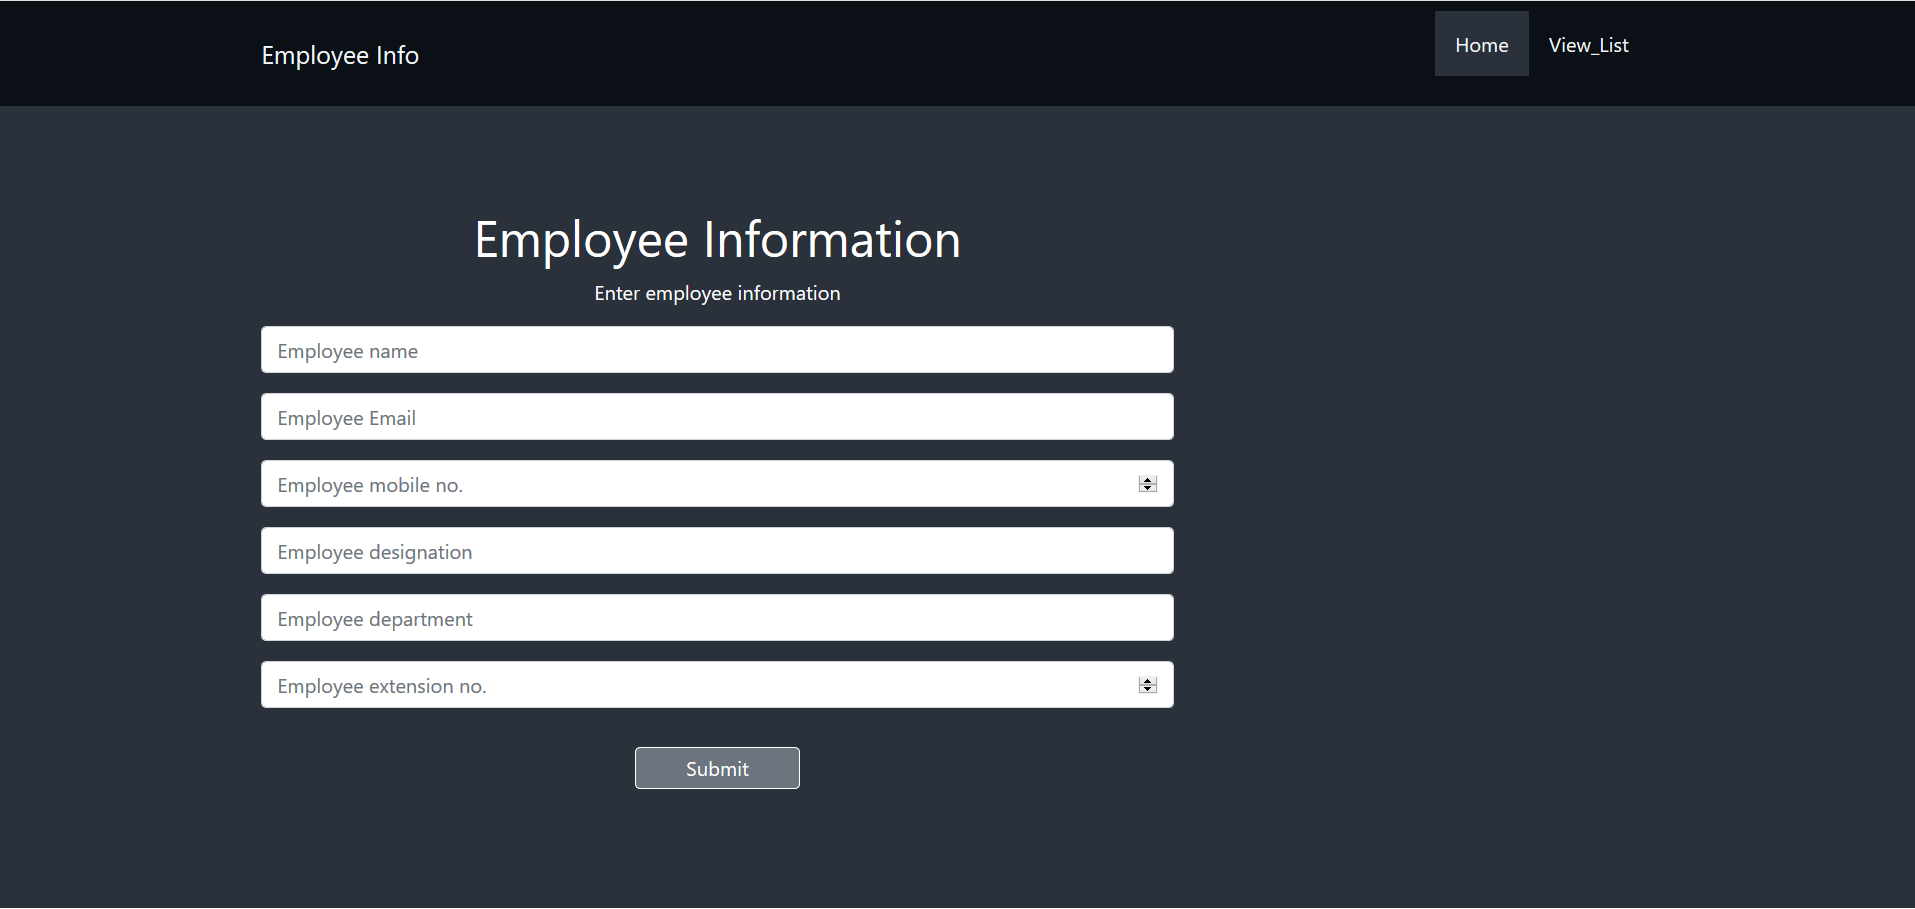 Employee Info
Home
View_List
Employee Information
Enter employee information
Employee name
Employee Email
Employee mobile no.
Employee designation
Employee department
Employee extension no.
Submit